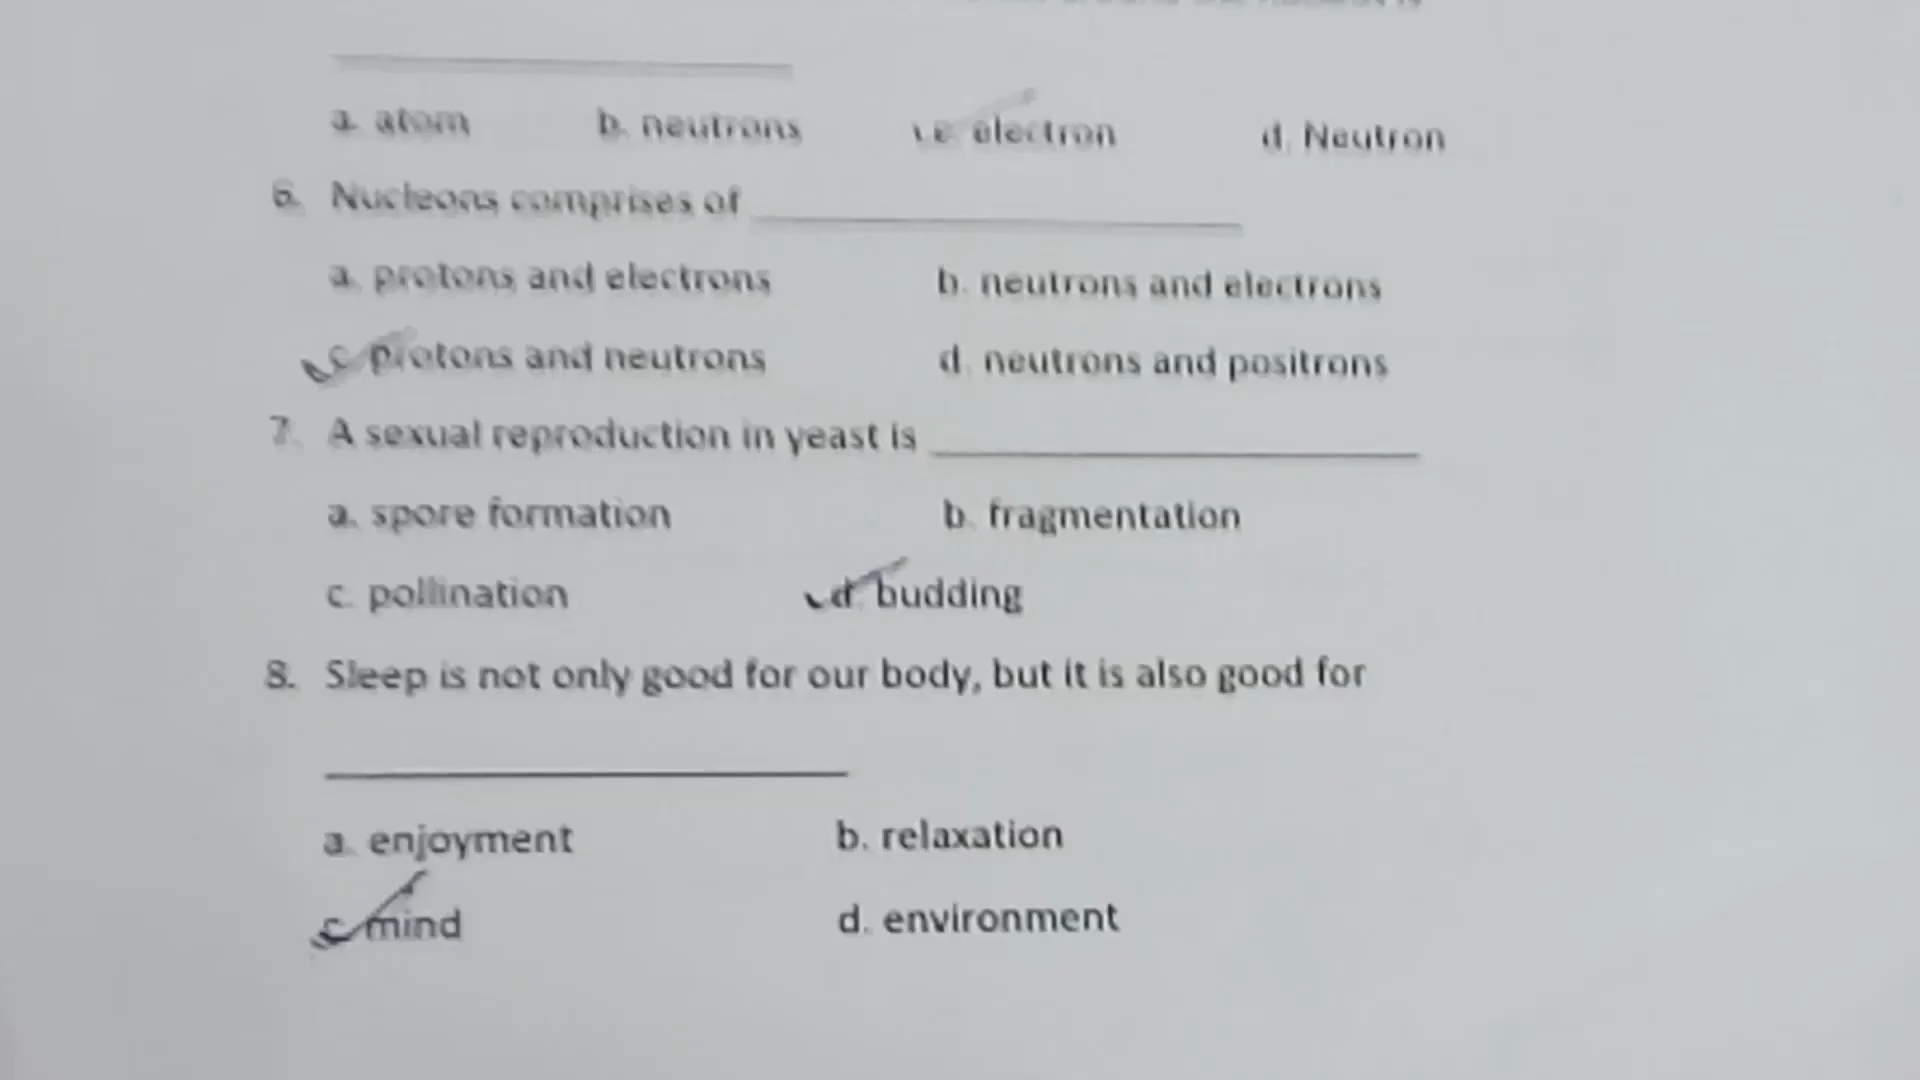 a. atom b. neutrons c. electron d. Neutron
6. Nucleons comprises of
a. protons and electrons b. neutrons and electrons
c. protons and neutrons d. neutrons and positrons
7. A sexual reproduction in yeast is
a. spore formation b. fragmentation
c. pollination d. budding
8. Sleep is not only good for our body, but it is also good for
a. enjoyment b. relaxation
c. mind d. environment